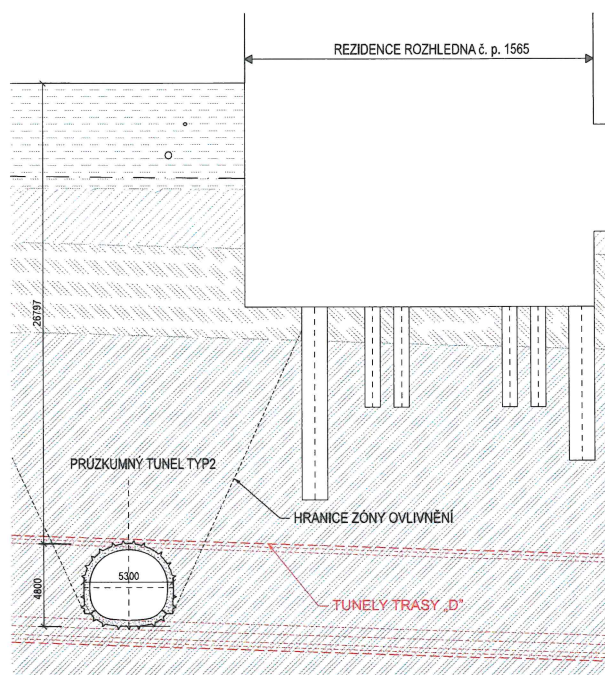 REZIDENCE ROZHLEDNA č. p. 1565
26797
PRŮZKUMNÝ TUNEL TYP2
HRANICE ZÓNY OVLIVNĚNÍ
5300
4800
TUNELY TRASY „D"